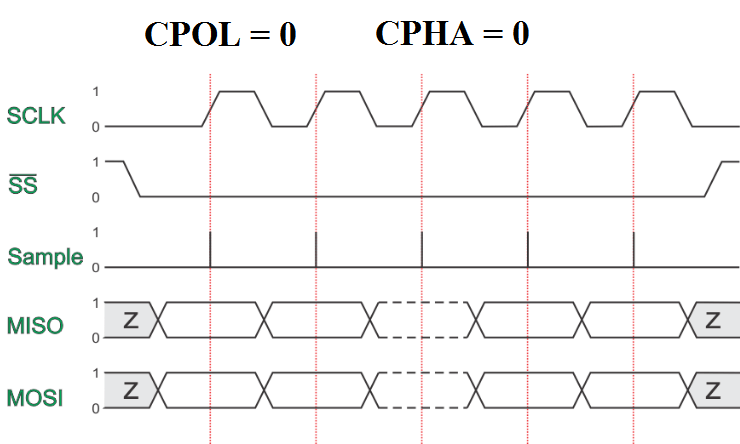 CPOL = 0 CPHA = 0
1
SCLK
0
1
SS
0
1
Sample
0
1
Z Z
MISO
0
1
Z Z
MOSI
0